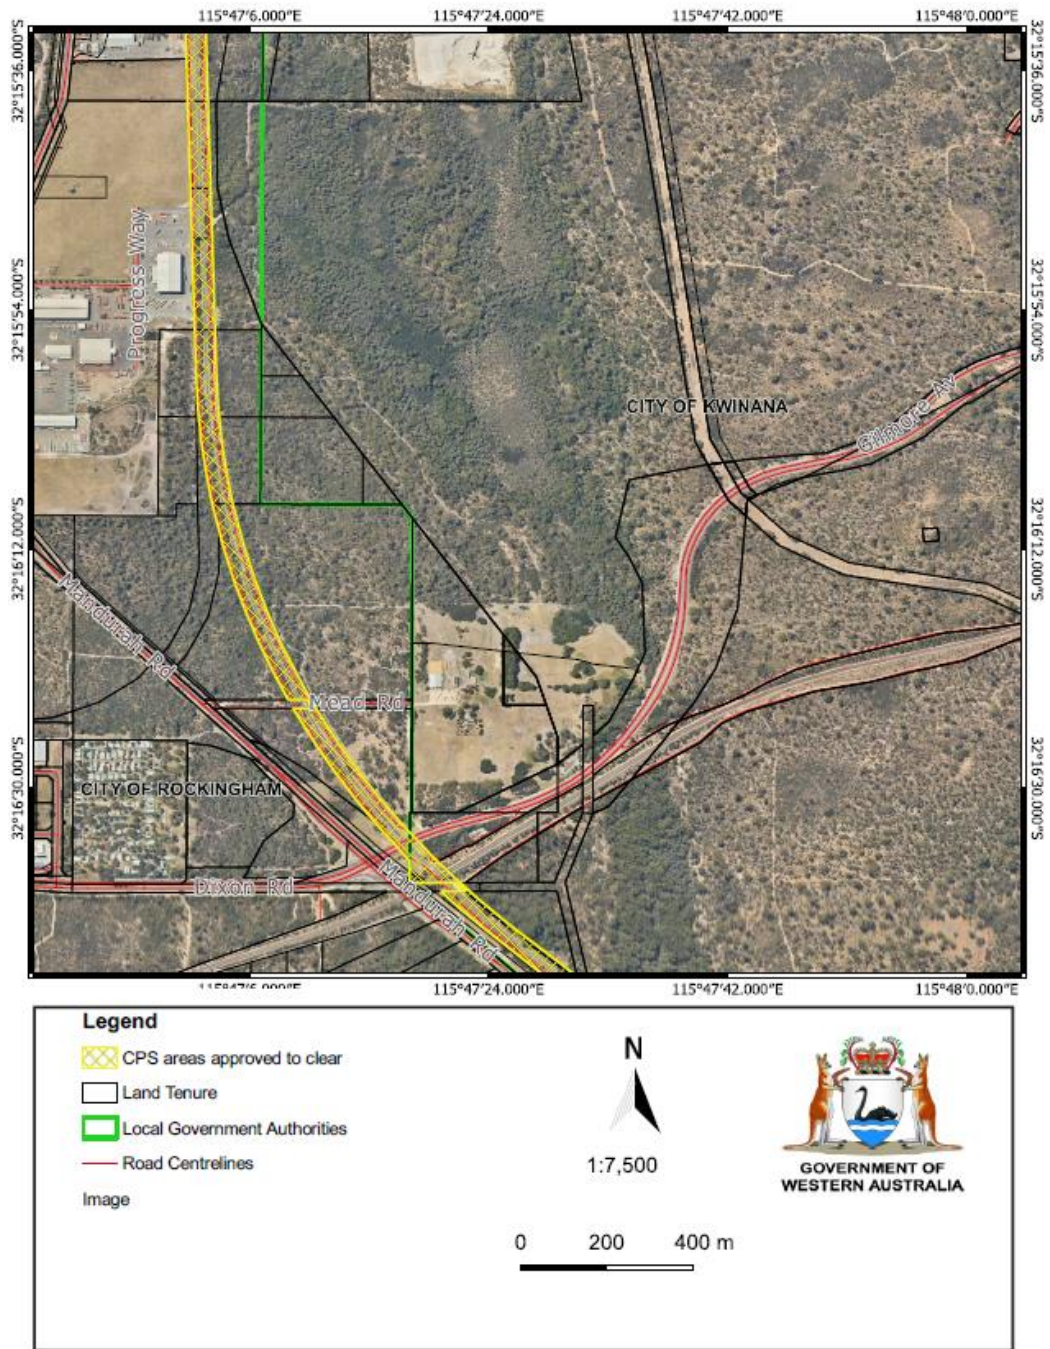 115°47'6.000"E 115°47'24.000"E 115°47'42.000"E 115°48'0.000"E
32°15'36.000"S
32°15'36.000"S
Progress Way
32°15'54.000"S
32°15'54.000"S
CITY OF KWINANA
Gilmore Av
32°16'12.000"S
32°16'12.000"S
Mandurah Rd
Mead Rd
32°16'30.000"S
32°16'30.000"S
CITY OF ROCKINGHAM
Dixon Rd
Mandurah Rd
115°47'6.000"E 115°47'24.000"E 115°47'42.000"E 115°48'0.000"E
Legend
CPS areas approved to clear
Land Tenure
Local Government Authorities
Road Centrelines
Image
N
1:7,500
0 200 400 m
GOVERNMENT OF
WESTERN AUSTRALIA